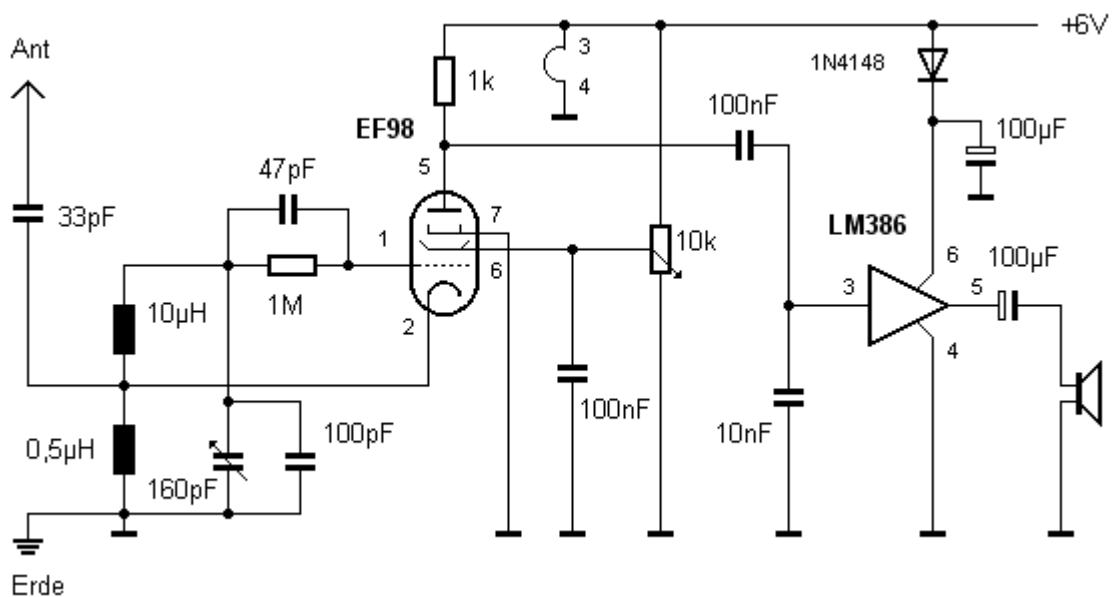 +6V
Ant
3
1N4148
1k
4
100nF
100µF
EF98
5
47pF
7
33pF
1
10k
LM386
6
6
100µF
1M
3
5
10µH
2
4
100nF
10nF
0,5µH
100pF
160pF
Erde